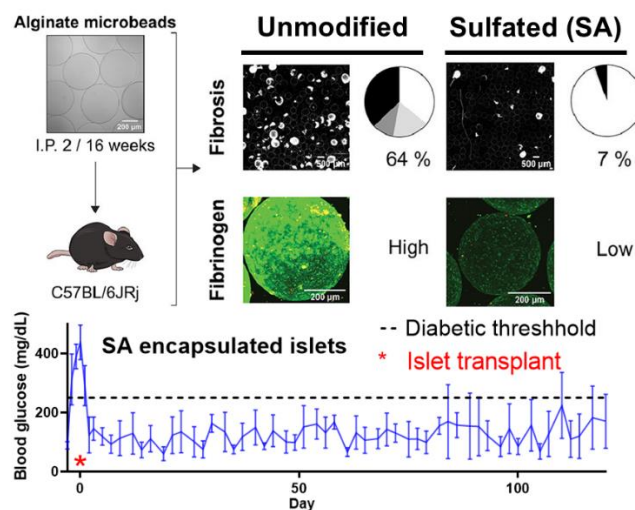 Alginate microbeads
200 µm
I.P. 2 / 16 weeks
C57BL/6JRj
Unmodified
Sulfated (SA)
Fibrosis
500 µm
64 %
500 µm
7 %
Fibrinogen
200 µm
High
200 µm
Low
SA encapsulated islets
--- Diabetic threshhold
* Islet transplant
Blood glucose (mg/dL)
400
200
0
*
0
50
100
Day